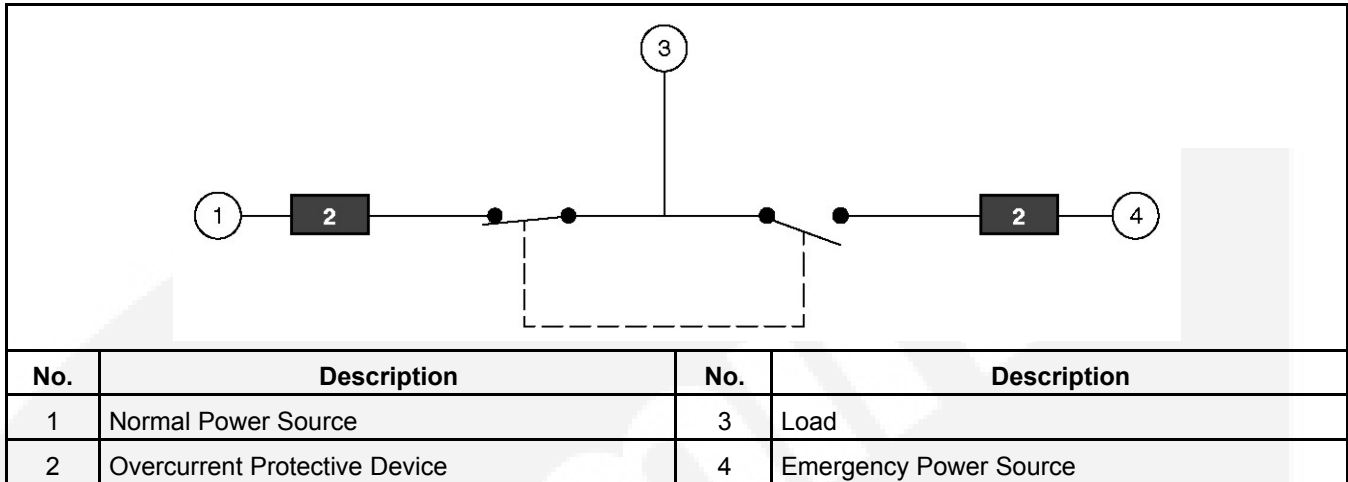 3
1 2 2 4
No. Description No. Description
1 Normal Power Source 3 Load
2 Overcurrent Protective Device 4 Emergency Power Source